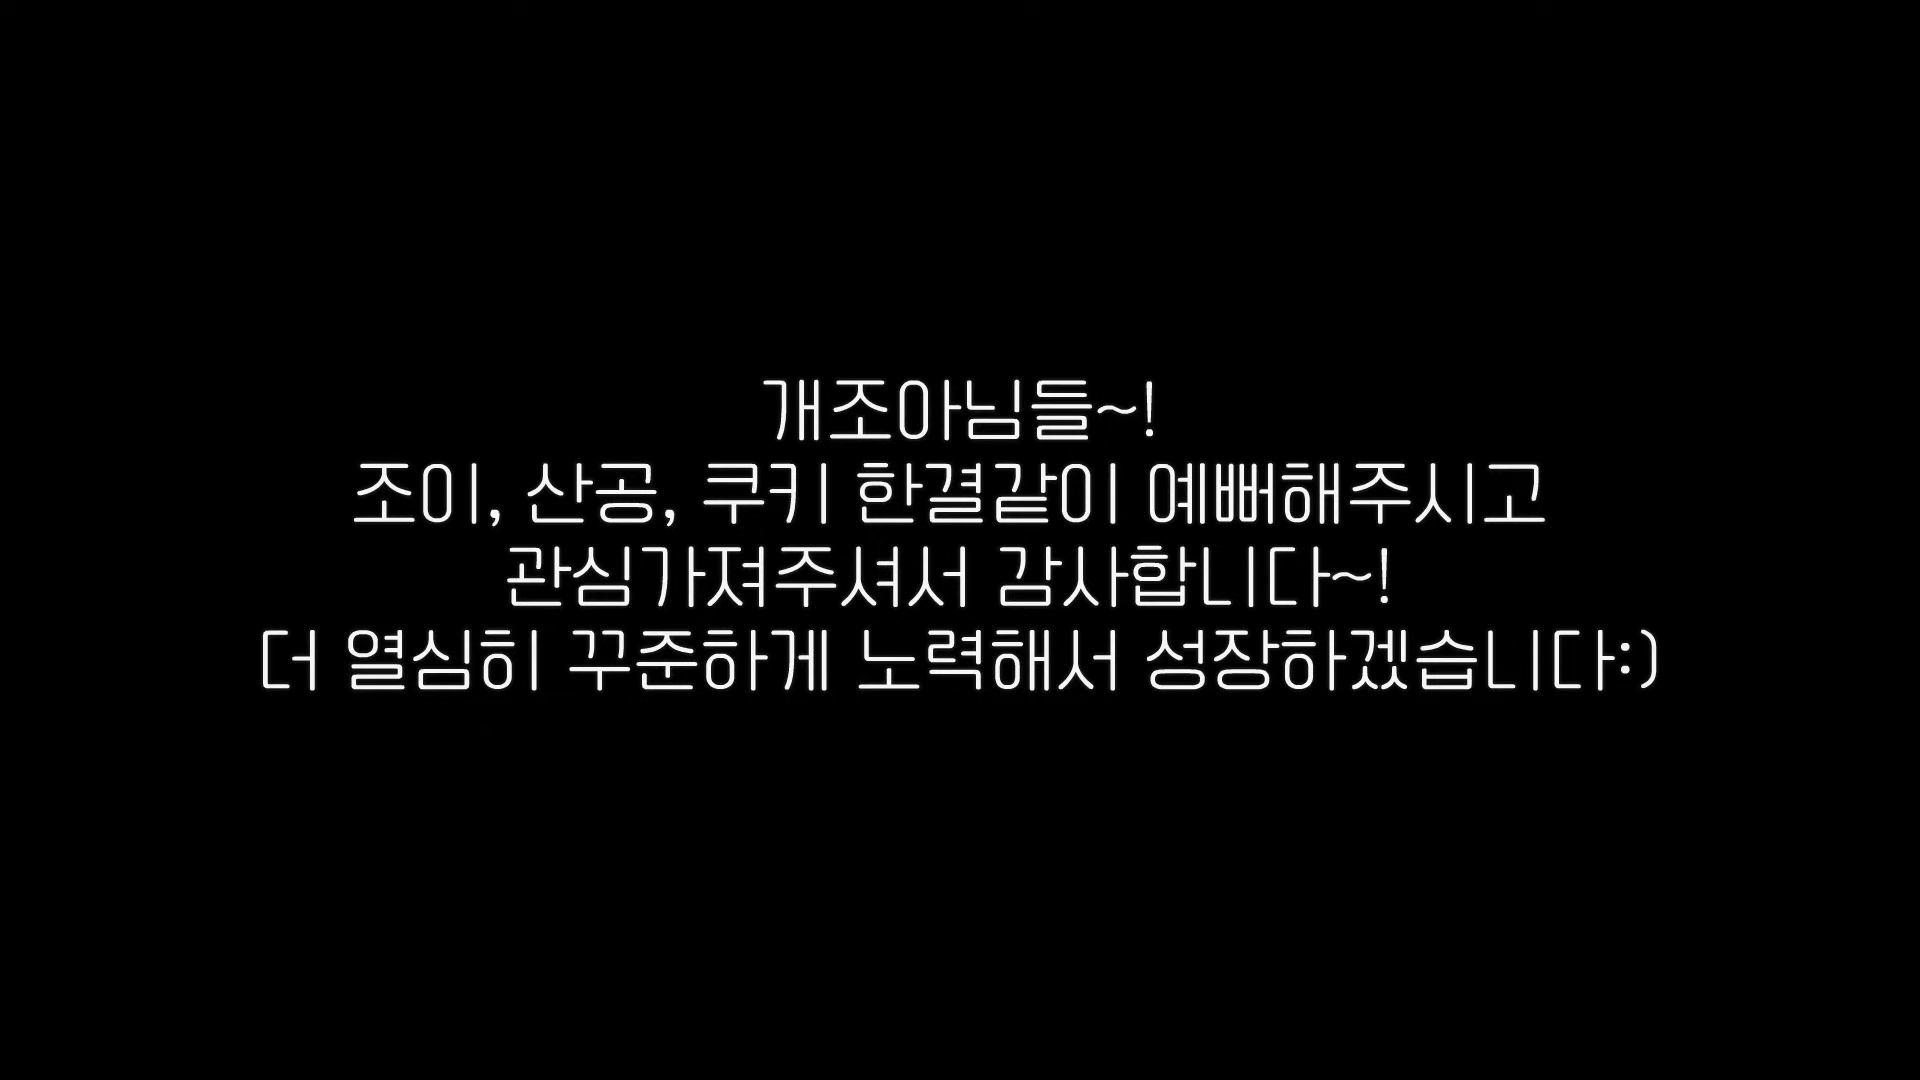 개조아님들~!
조이, 산공, 쿠키 한결같이 예뻐해주시고
관심가져주셔서 감사합니다~!
더 열심히 꾸준하게 노력해서 성장하겠습니다:)